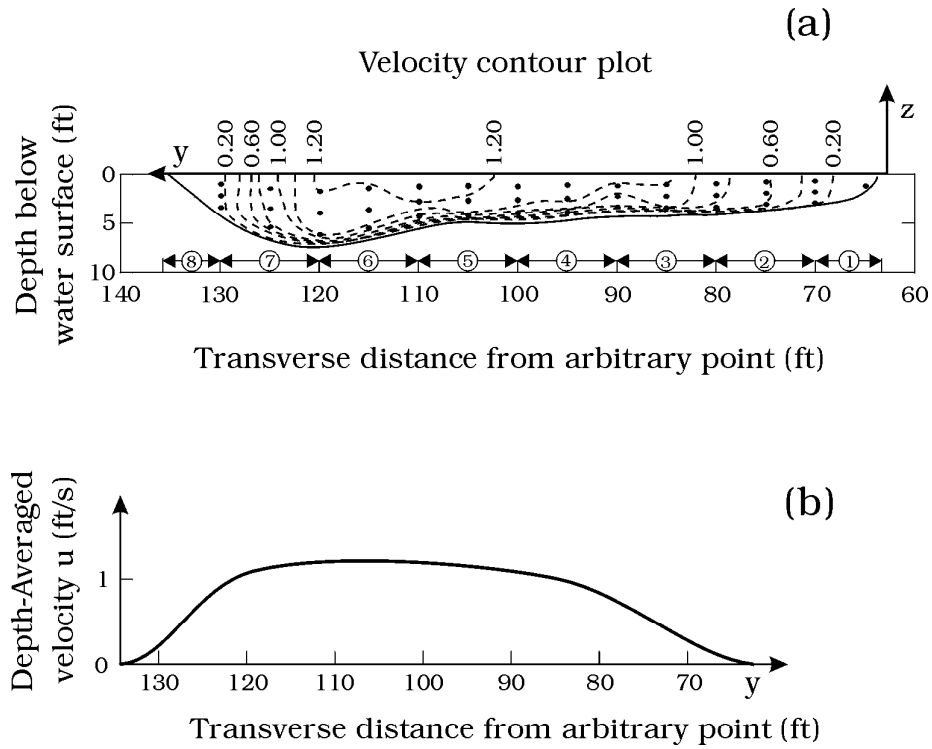 (a)
Velocity contour plot
Depth below
water surface (ft)
z
y
0.20
0.60
1.00
1.20
1.20
1.00
0.60
0.20
0
5
10
⑧ ⑦ ⑥ ⑤ ④ ③ ② ①
140 130 120 110 100 90 80 70 60
Transverse distance from arbitrary point (ft)
(b)
Depth-Averaged
velocity u (ft/s)
1
0
130 120 110 100 90 80 70 y
Transverse distance from arbitrary point (ft)